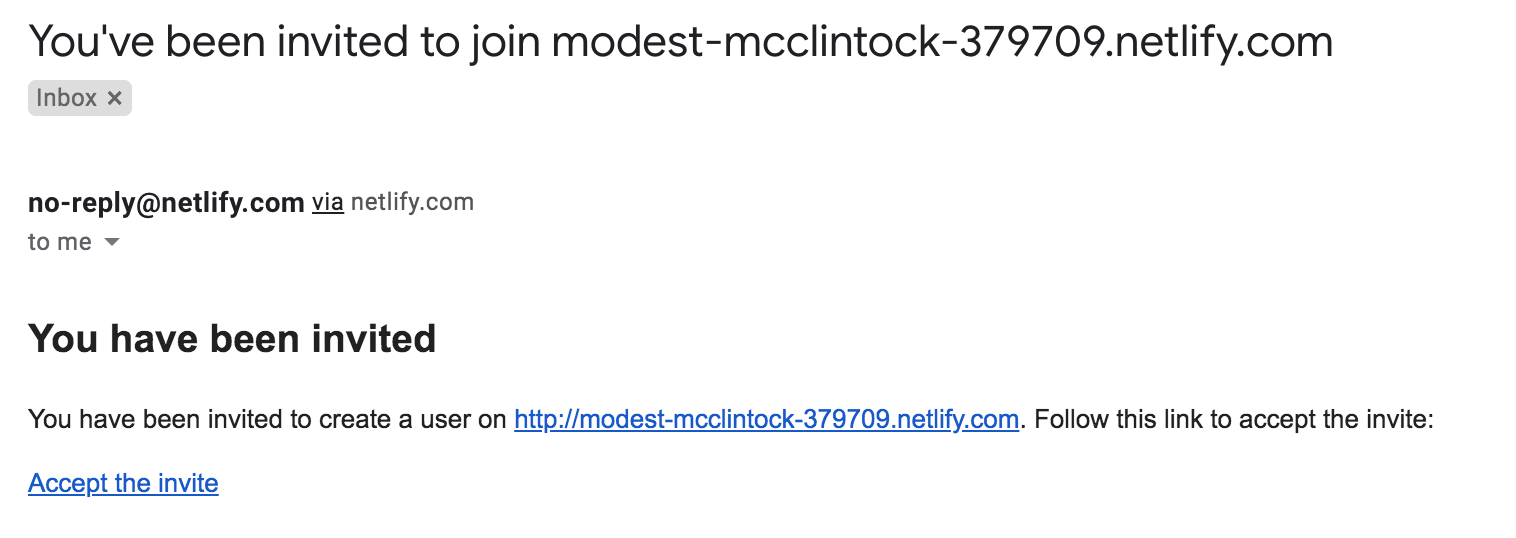 You've been invited to join modest-mcclintock-379709.netlify.com
Inbox ×
no-reply@netlify.com via netlify.com
to me
You have been invited
You have been invited to create a user on http://modest-mcclintock-379709.netlify.com. Follow this link to accept the invite:
Accept the invite